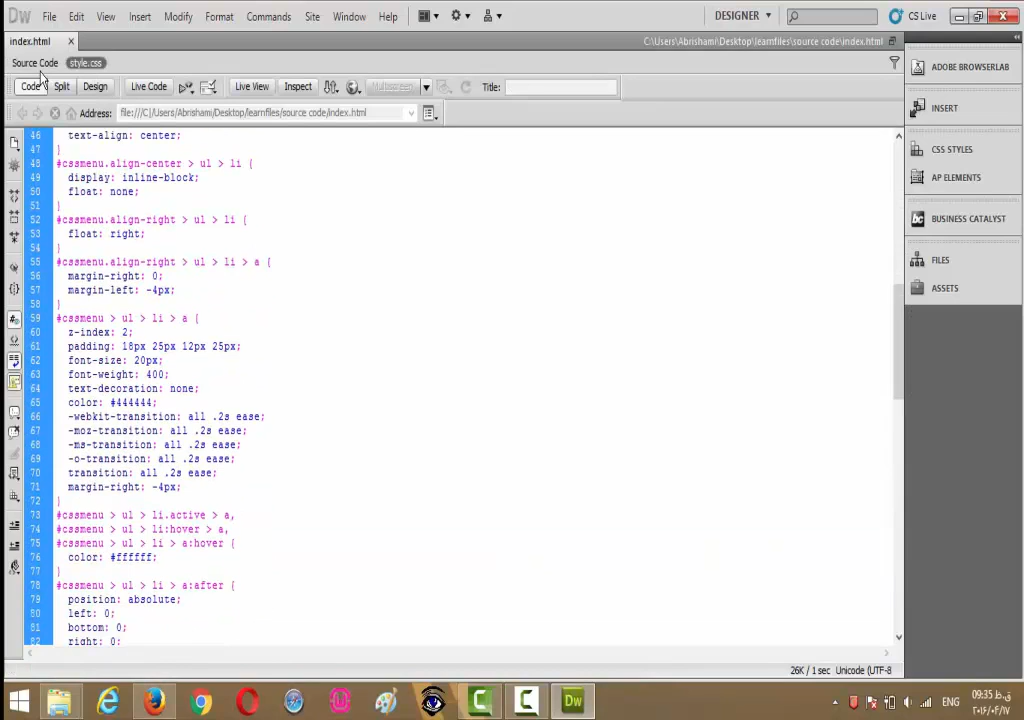 Dw File Edit View Insert Modify Format Commands Site Window Help DESIGNER CS Live
index.html x C:\Users\Abrishami\Desktop\learnfiles\source code\index.html
Source Code style.css
Code Split Design Live Code Live View Inspect Multiscreen Title:
Address: file:///C|/Users/Abrishami/Desktop/learnfiles/source code/index.html
46 text-align: center;
47 }
48 #cssmenu.align-center > ul > li {
49 display: inline-block;
50 float: none;
51 }
52 #cssmenu.align-right > ul > li {
53 float: right;
54 }
55 #cssmenu.align-right > ul > li > a {
56 margin-right: 0;
57 margin-left: -4px;
58 }
59 #cssmenu > ul > li > a {
60 z-index: 2;
61 padding: 18px 25px 12px 25px;
62 font-size: 20px;
63 font-weight: 400;
64 text-decoration: none;
65 color: #444444;
66 -webkit-transition: all .2s ease;
67 -moz-transition: all .2s ease;
68 -ms-transition: all .2s ease;
69 -o-transition: all .2s ease;
70 transition: all .2s ease;
71 margin-right: -4px;
72 }
73 #cssmenu > ul > li.active > a,
74 #cssmenu > ul > li:hover > a,
75 #cssmenu > ul > li > a:hover {
76 color: #ffffff;
77 }
78 #cssmenu > ul > li > a:after {
79 position: absolute;
80 left: 0;
81 bottom: 0;
82 right: 0;
ADOBE BROWSERLAB
INSERT
CSS STYLES
AP ELEMENTS
bc BUSINESS CATALYST
FILES
ASSETS
26K / 1 sec Unicode (UTF-8
Dw ENG 09:35 ق.ظ
۲۰۱۶/۰۴/۱۷